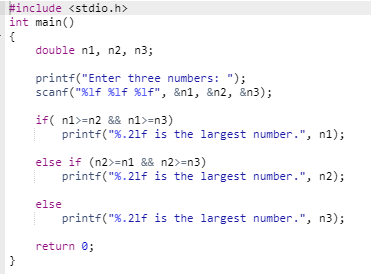 #include <stdio.h>
int main()
{
double n1, n2, n3;
printf("Enter three numbers: ");
scanf("%lf %lf %lf", &n1, &n2, &n3);
if( n1>=n2 && n1>=n3)
printf("%.2lf is the largest number.", n1);
else if (n2>=n1 && n2>=n3)
printf("%.2lf is the largest number.", n2);
else
printf("%.2lf is the largest number.", n3);
return 0;
}